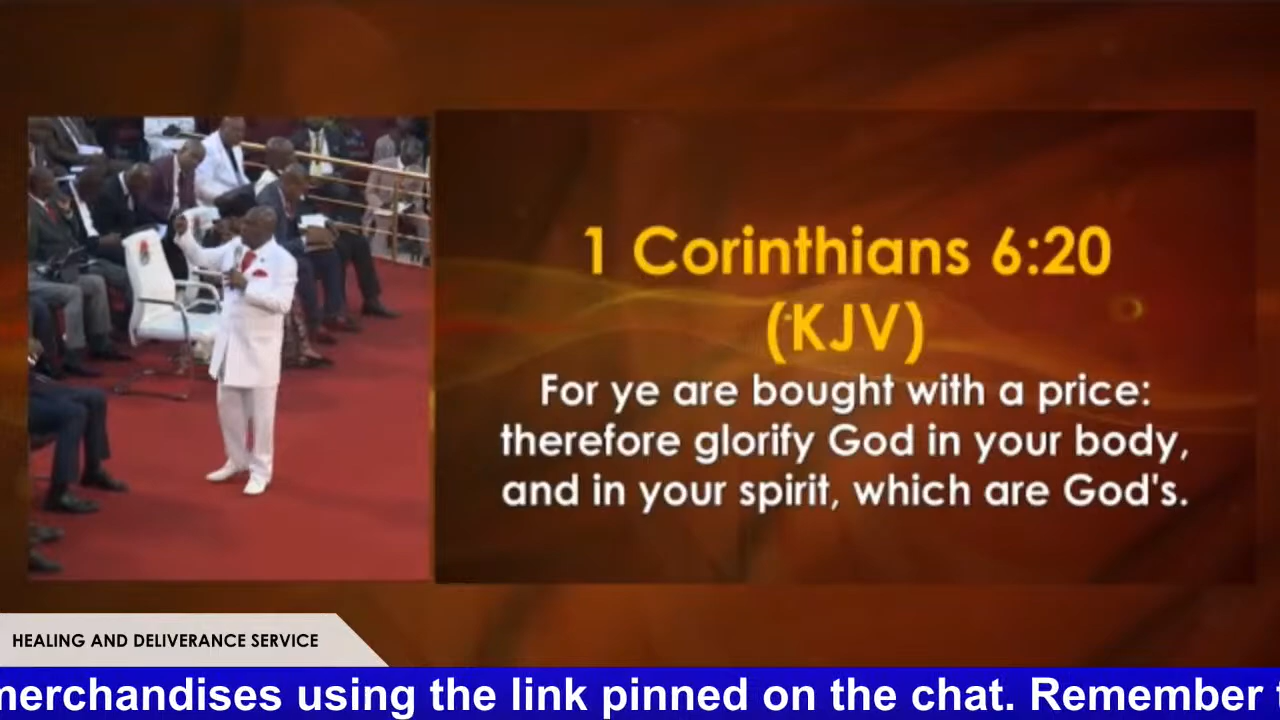 1 Corinthians 6:20
(KJV)
For ye are bought with a price:
therefore glorify God in your body,
and in your spirit, which are God's.
HEALING AND DELIVERANCE SERVICE
merchandises using the link pinned on the chat. Remember